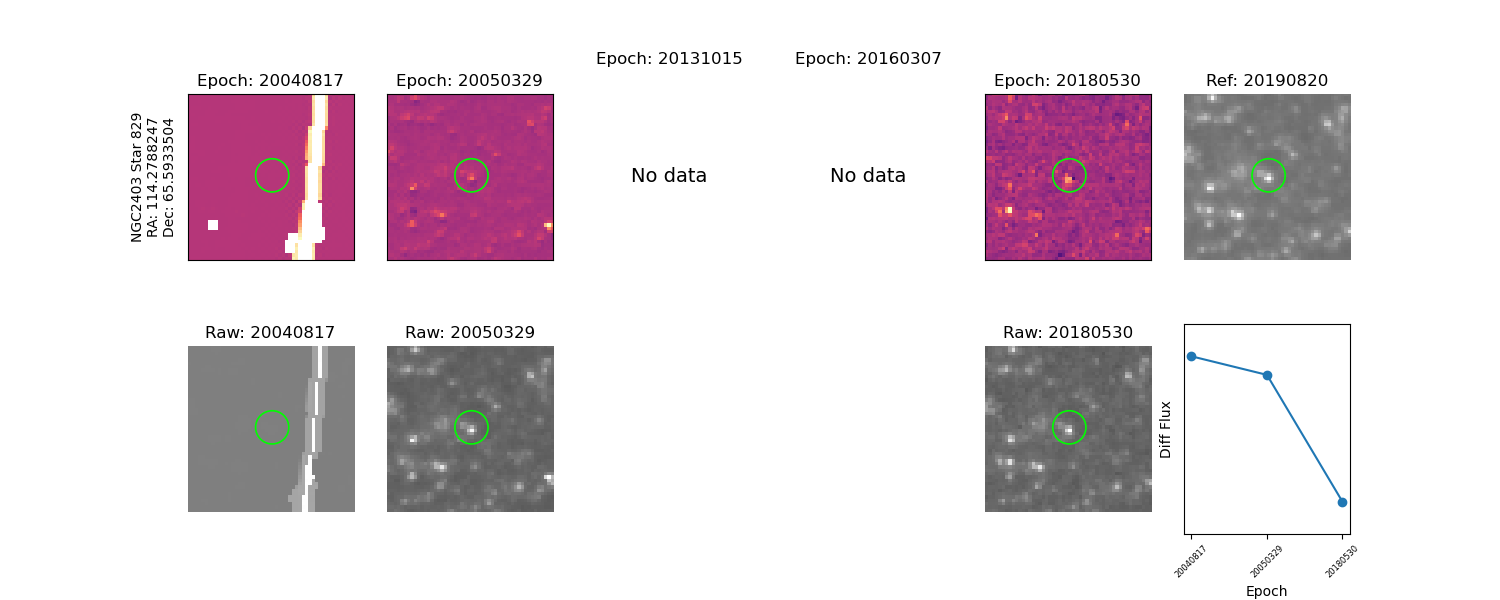 Epoch: 20131015
Epoch: 20160307
Epoch: 20040817
Epoch: 20050329
Epoch: 20180530
Ref: 20190820
NGC2403 Star 829
RA: 114.2788247
Dec: 65.5933504
No data
No data
Raw: 20040817
Raw: 20050329
Raw: 20180530
Diff Flux
20040817
20050329
20180530
Epoch